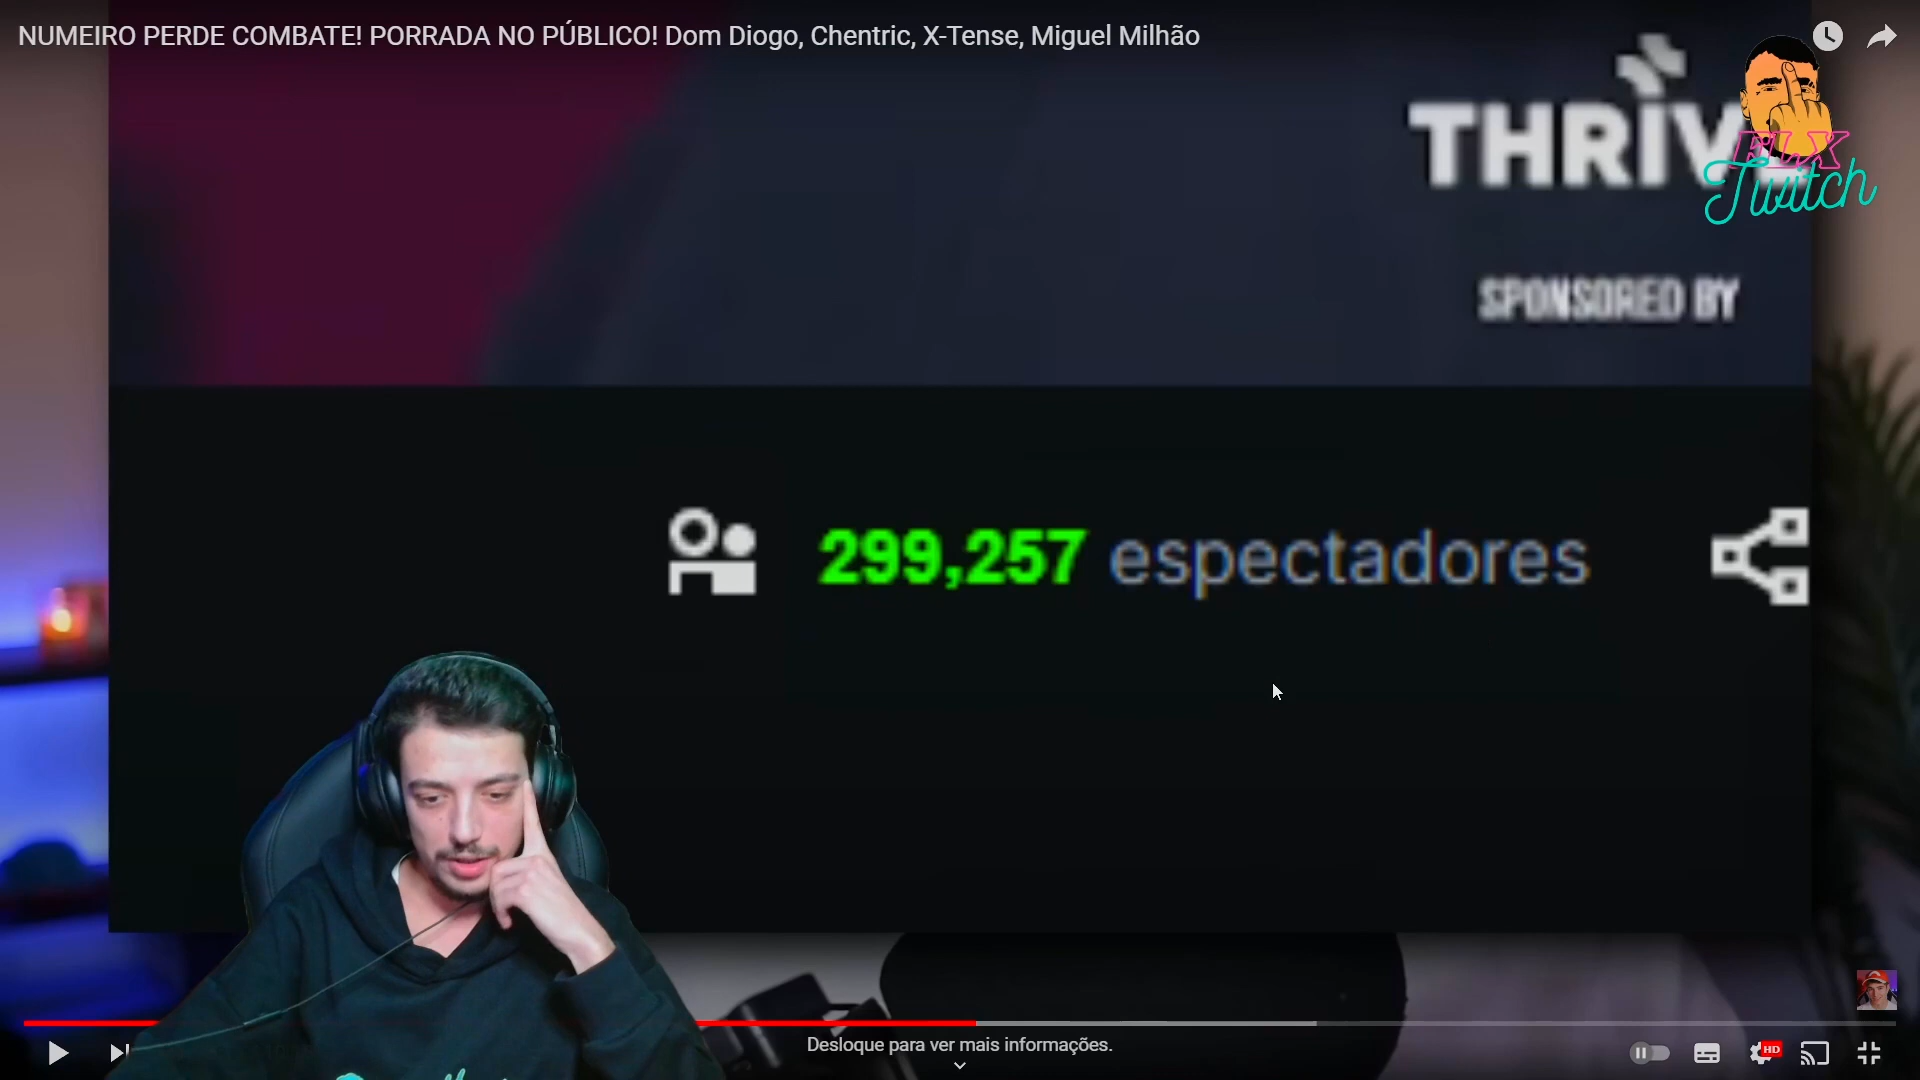 NUMEIRO PERDE COMBATE! PORRADA NO PÚBLICO! Dom Diogo, Chentric, X-Tense, Miguel Milhão
THRIV
Twitch
SPONSORED BY
299,257 espectadores
HD
Desloque para ver mais informações.